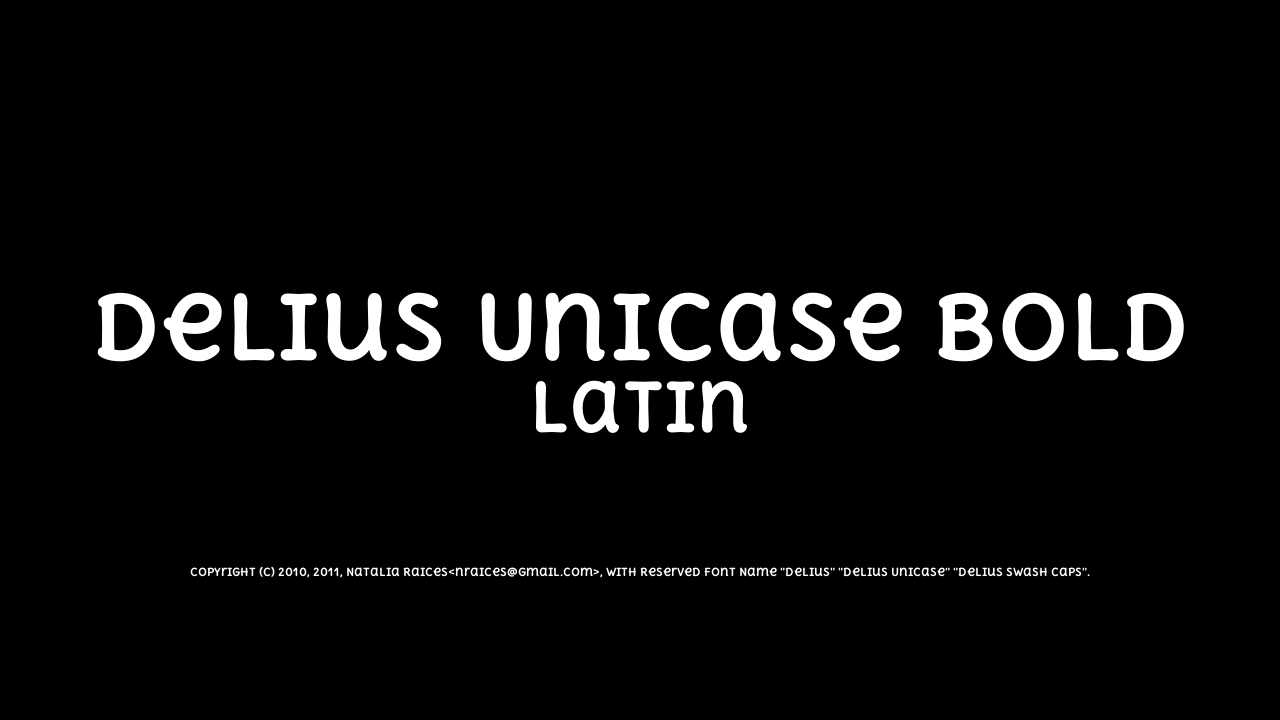 Delius Unicase Bold
Latin
Copyright (c) 2010, 2011, Natalia Raices<nraices@gmail.com>, with Reserved Font Name "Delius" "Delius Unicase" "Delius Swash Caps".